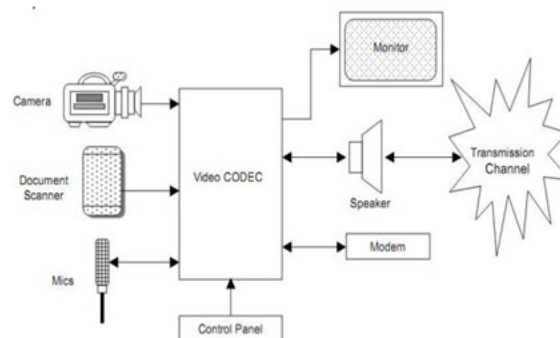 Monitor
Camera
Transmission
Channel
Document
Scanner
Video CODEC
Speaker
Modem
Mics
Control Panel